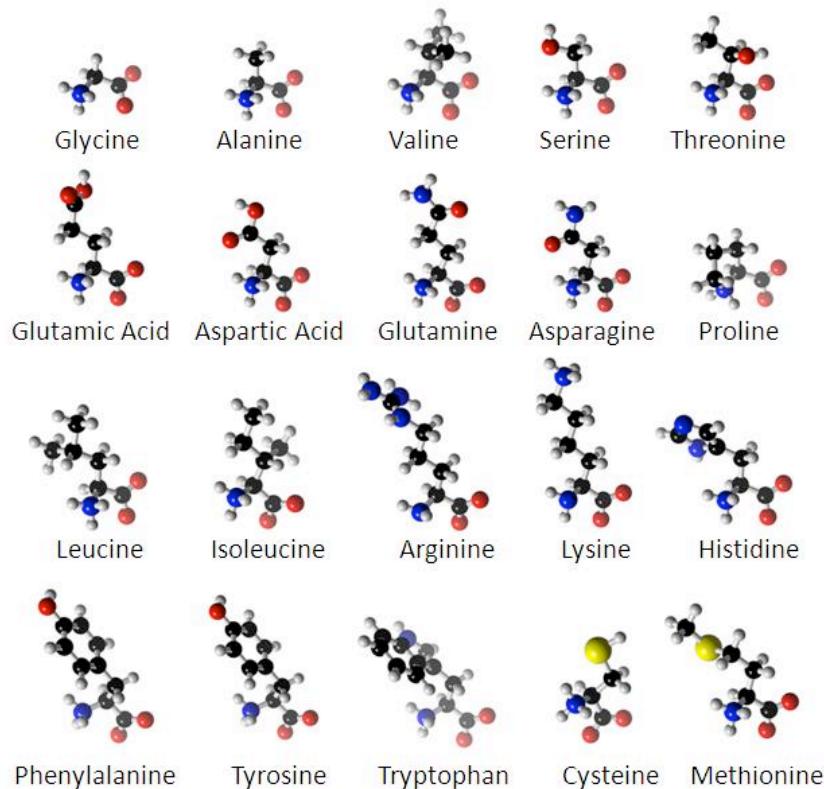 Glycine Alanine Valine Serine Threonine
Glutamic Acid Aspartic Acid Glutamine Asparagine Proline
Leucine Isoleucine Arginine Lysine Histidine
Phenylalanine Tyrosine Tryptophan Cysteine Methionine